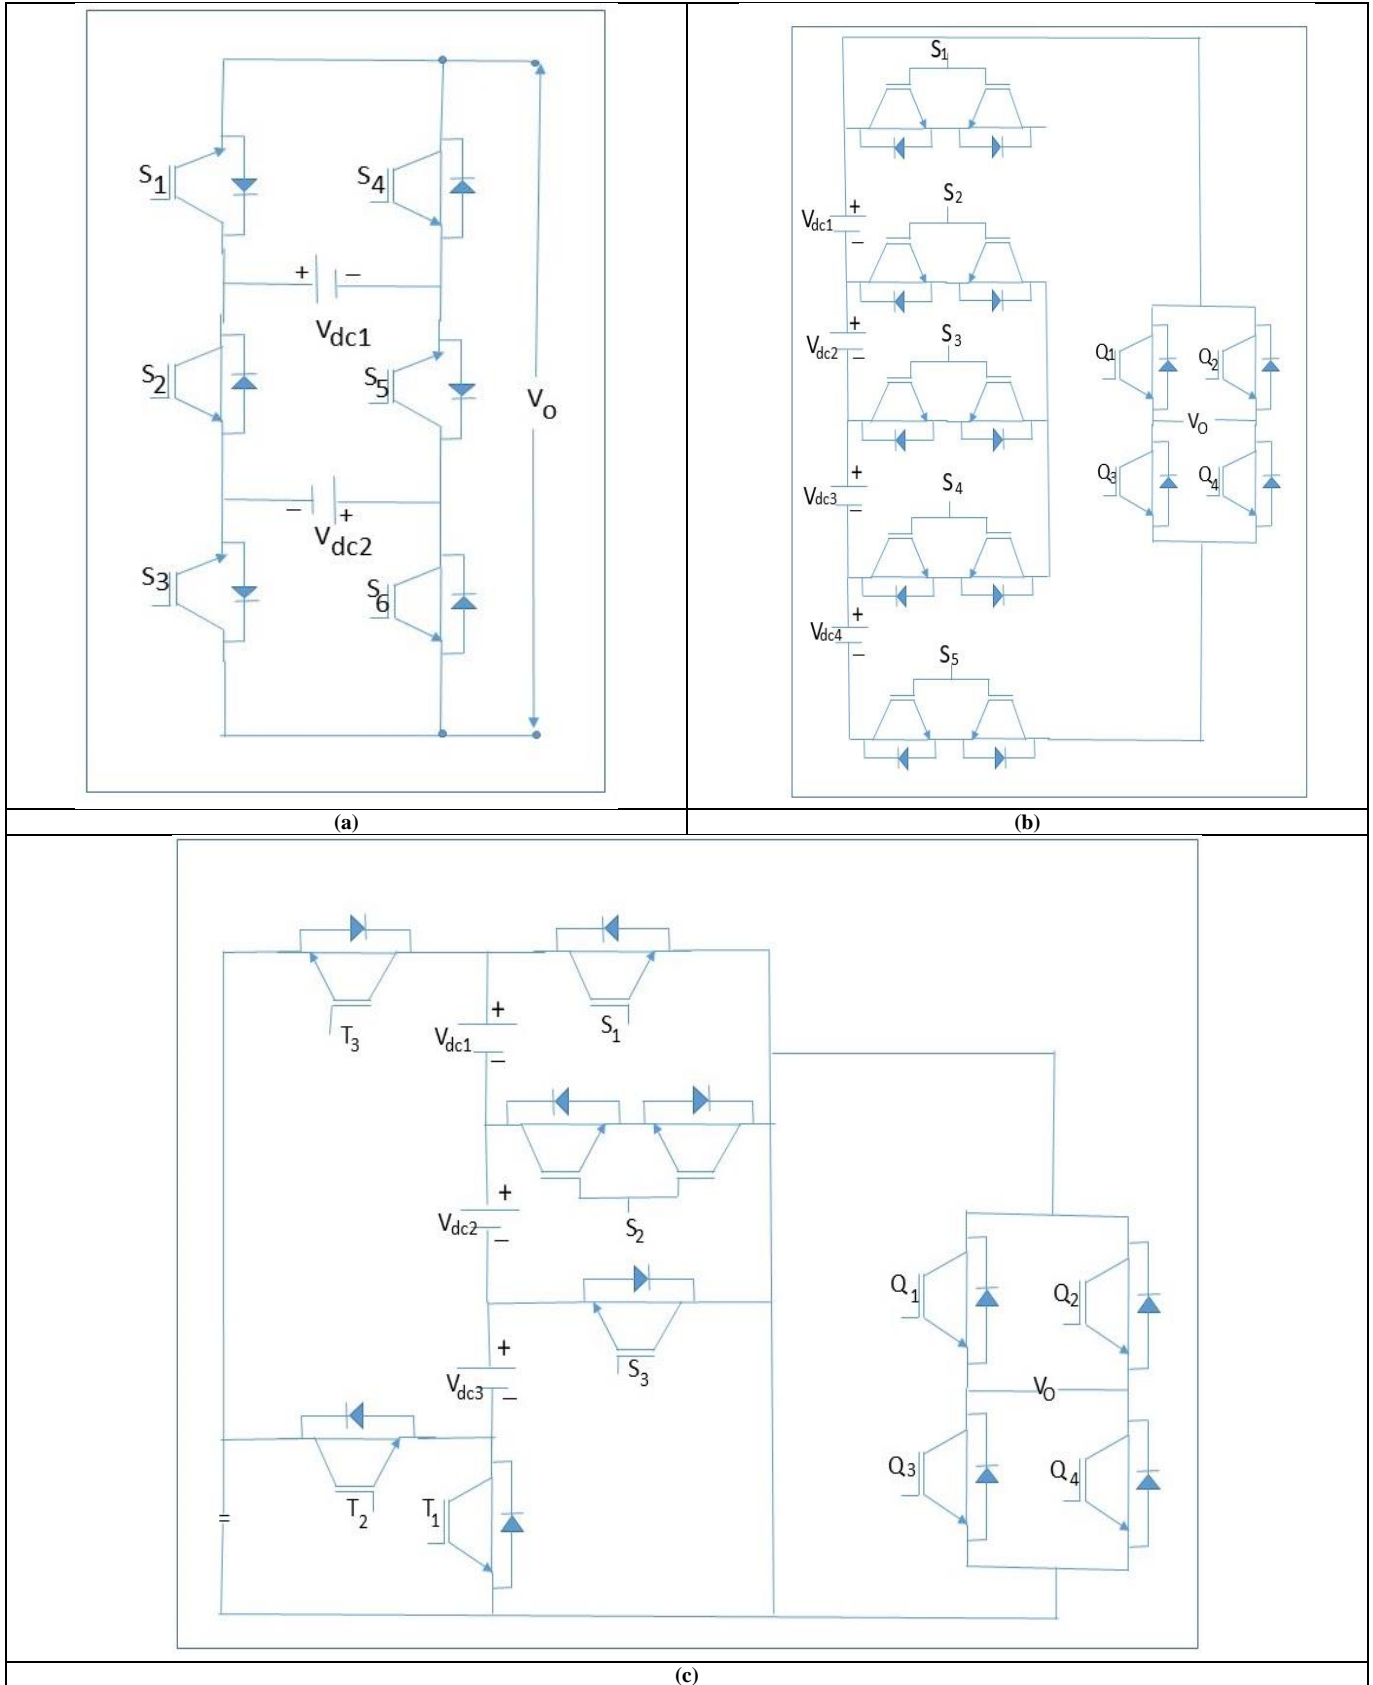 S1
S4
+ −
Vdc1
S2
S5
Vo
− +
Vdc2
S3
S6
(a)
S1
S2
+
Vdc1
−
S3
+
Vdc2
−
Q1
Q2
Vo
S4
+
Vdc3
−
Q3
Q4
+
Vdc4
−
S5
(b)
T3
S1
+
Vdc1
−
+
Vdc2
−
S2
Q1
Q2
+
Vdc3
−
S3
Vo
T2
T1
Q3
Q4
=
(c)